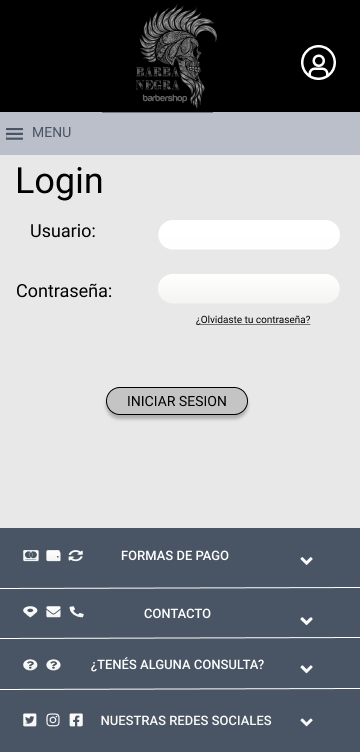 BARBA
NEGRA
barbershop
MENU
Login
Usuario:
Contraseña:
¿Olvidaste tu contraseña?
INICIAR SESION
FORMAS DE PAGO
CONTACTO
¿TENÉS ALGUNA CONSULTA?
NUESTRAS REDES SOCIALES